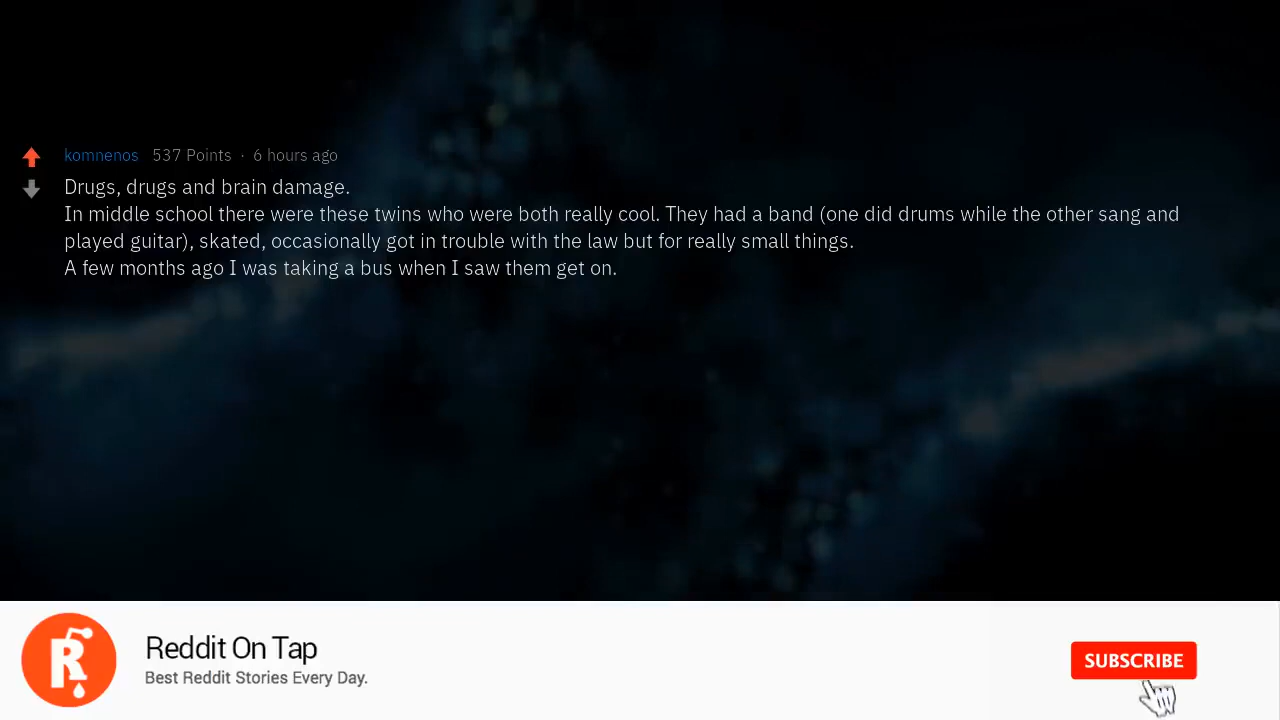 komnenos 537 Points · 6 hours ago
Drugs, drugs and brain damage.
In middle school there were these twins who were both really cool. They had a band (one did drums while the other sang and
played guitar), skated, occasionally got in trouble with the law but for really small things.
A few months ago I was taking a bus when I saw them get on.
R
Reddit On Tap
Best Reddit Stories Every Day.
SUBSCRIBE